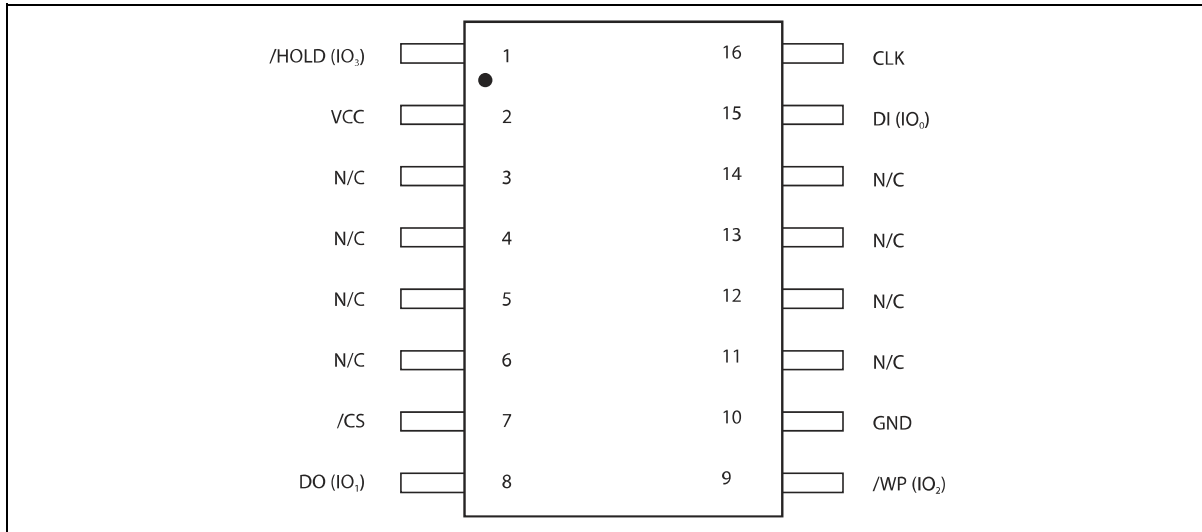 /HOLD (IO₃) 1 16 CLK
VCC 2 15 DI (IO₀)
N/C 3 14 N/C
N/C 4 13 N/C
N/C 5 12 N/C
N/C 6 11 N/C
/CS 7 10 GND
DO (IO₁) 8 9 /WP (IO₂)